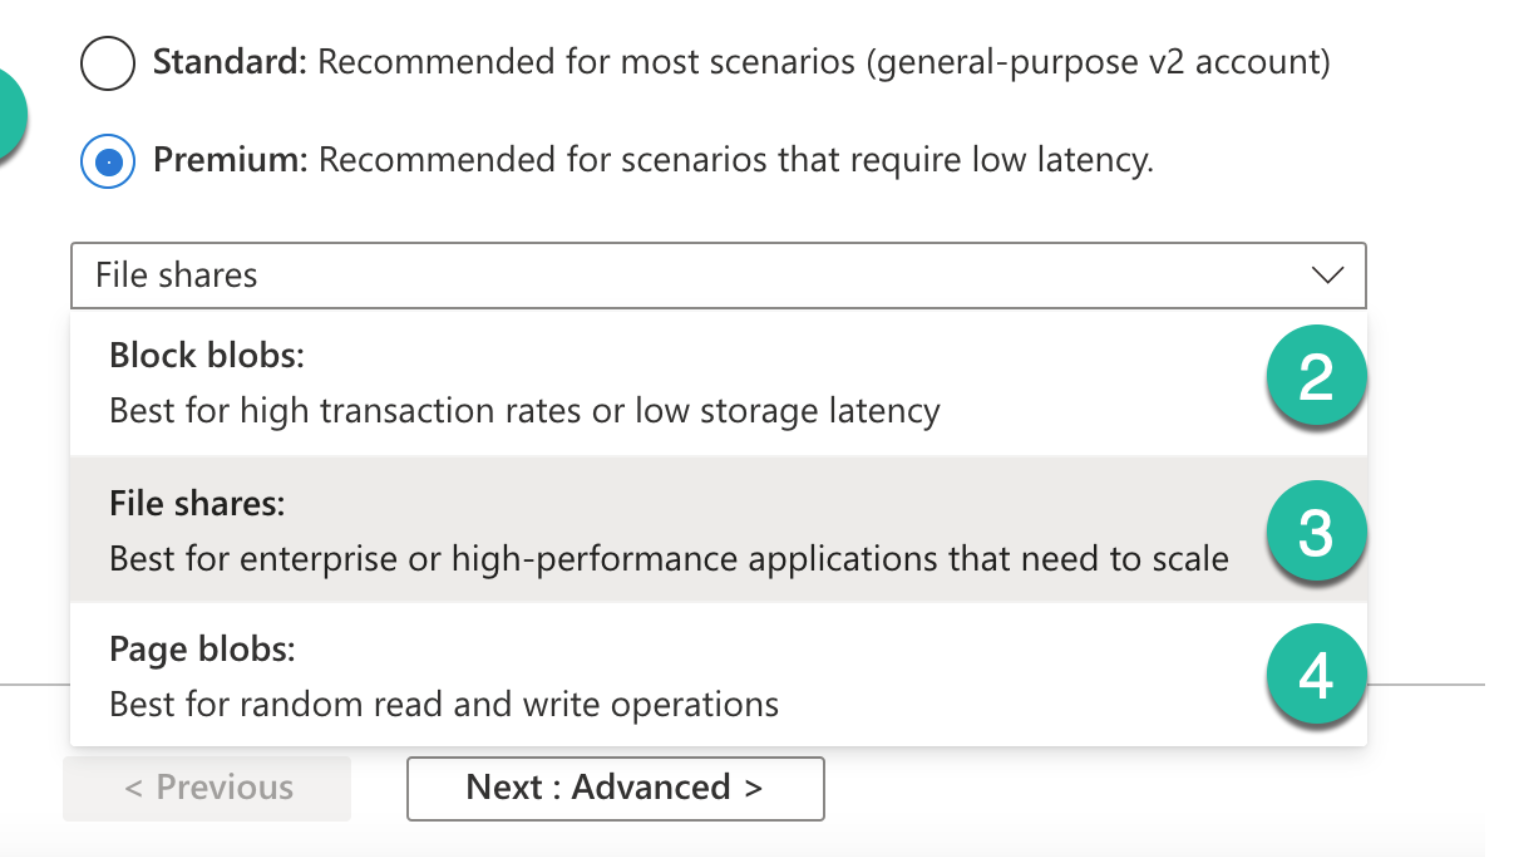 Standard: Recommended for most scenarios (general-purpose v2 account)
Premium: Recommended for scenarios that require low latency.
File shares
Block blobs:
2
Best for high transaction rates or low storage latency
File shares:
3
Best for enterprise or high-performance applications that need to scale
Page blobs:
4
Best for random read and write operations
< Previous
Next : Advanced >